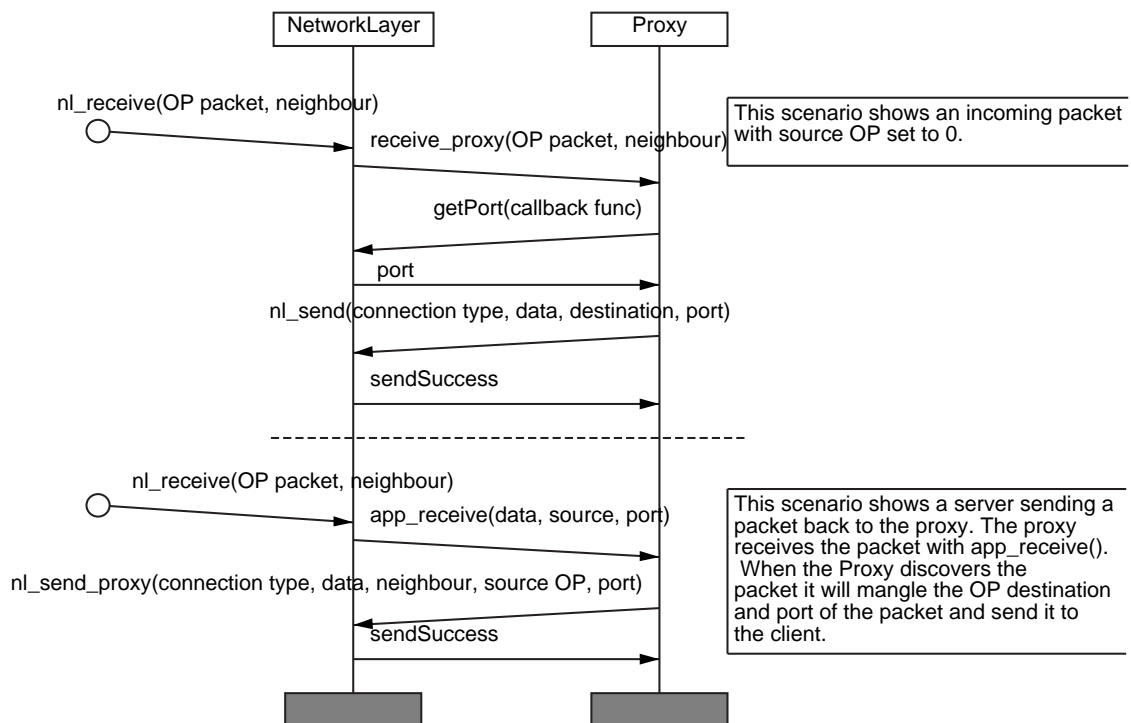 NetworkLayer
Proxy
nl_receive(OP packet, neighbour)
This scenario shows an incoming packet
with source OP set to 0.
receive_proxy(OP packet, neighbour)
getPort(callback func)
port
nl_send(connection type, data, destination, port)
sendSuccess
nl_receive(OP packet, neighbour)
app_receive(data, source, port)
This scenario shows a server sending a
packet back to the proxy. The proxy
receives the packet with app_receive().
When the Proxy discovers the
packet it will mangle the OP destination
and port of the packet and send it to
the client.
nl_send_proxy(connection type, data, neighbour, source OP, port)
sendSuccess